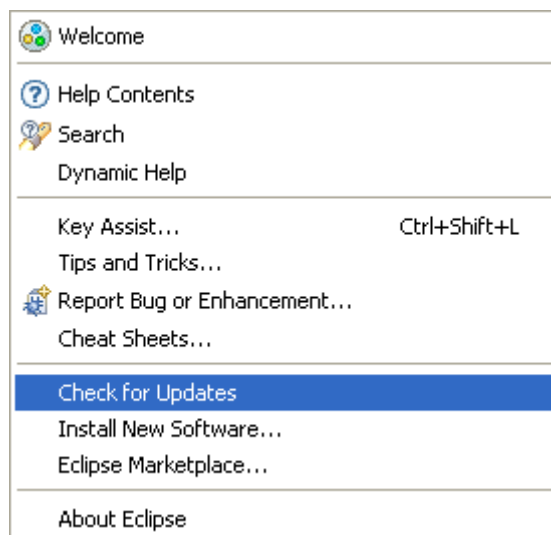 Welcome
Help Contents
Search
Dynamic Help
Key Assist... Ctrl+Shift+L
Tips and Tricks...
Report Bug or Enhancement...
Cheat Sheets...
Check for Updates
Install New Software...
Eclipse Marketplace...
About Eclipse